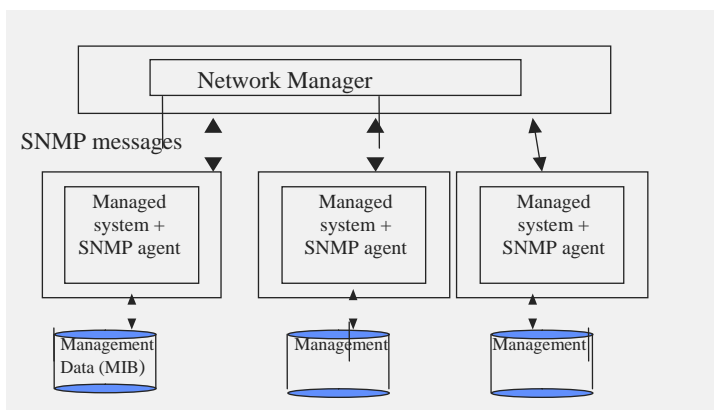 Network Manager
SNMP messages
Managed
system +
SNMP agent
Managed
system +
SNMP agent
Managed
system +
SNMP agent
Management
Data (MIB)
Management
Management